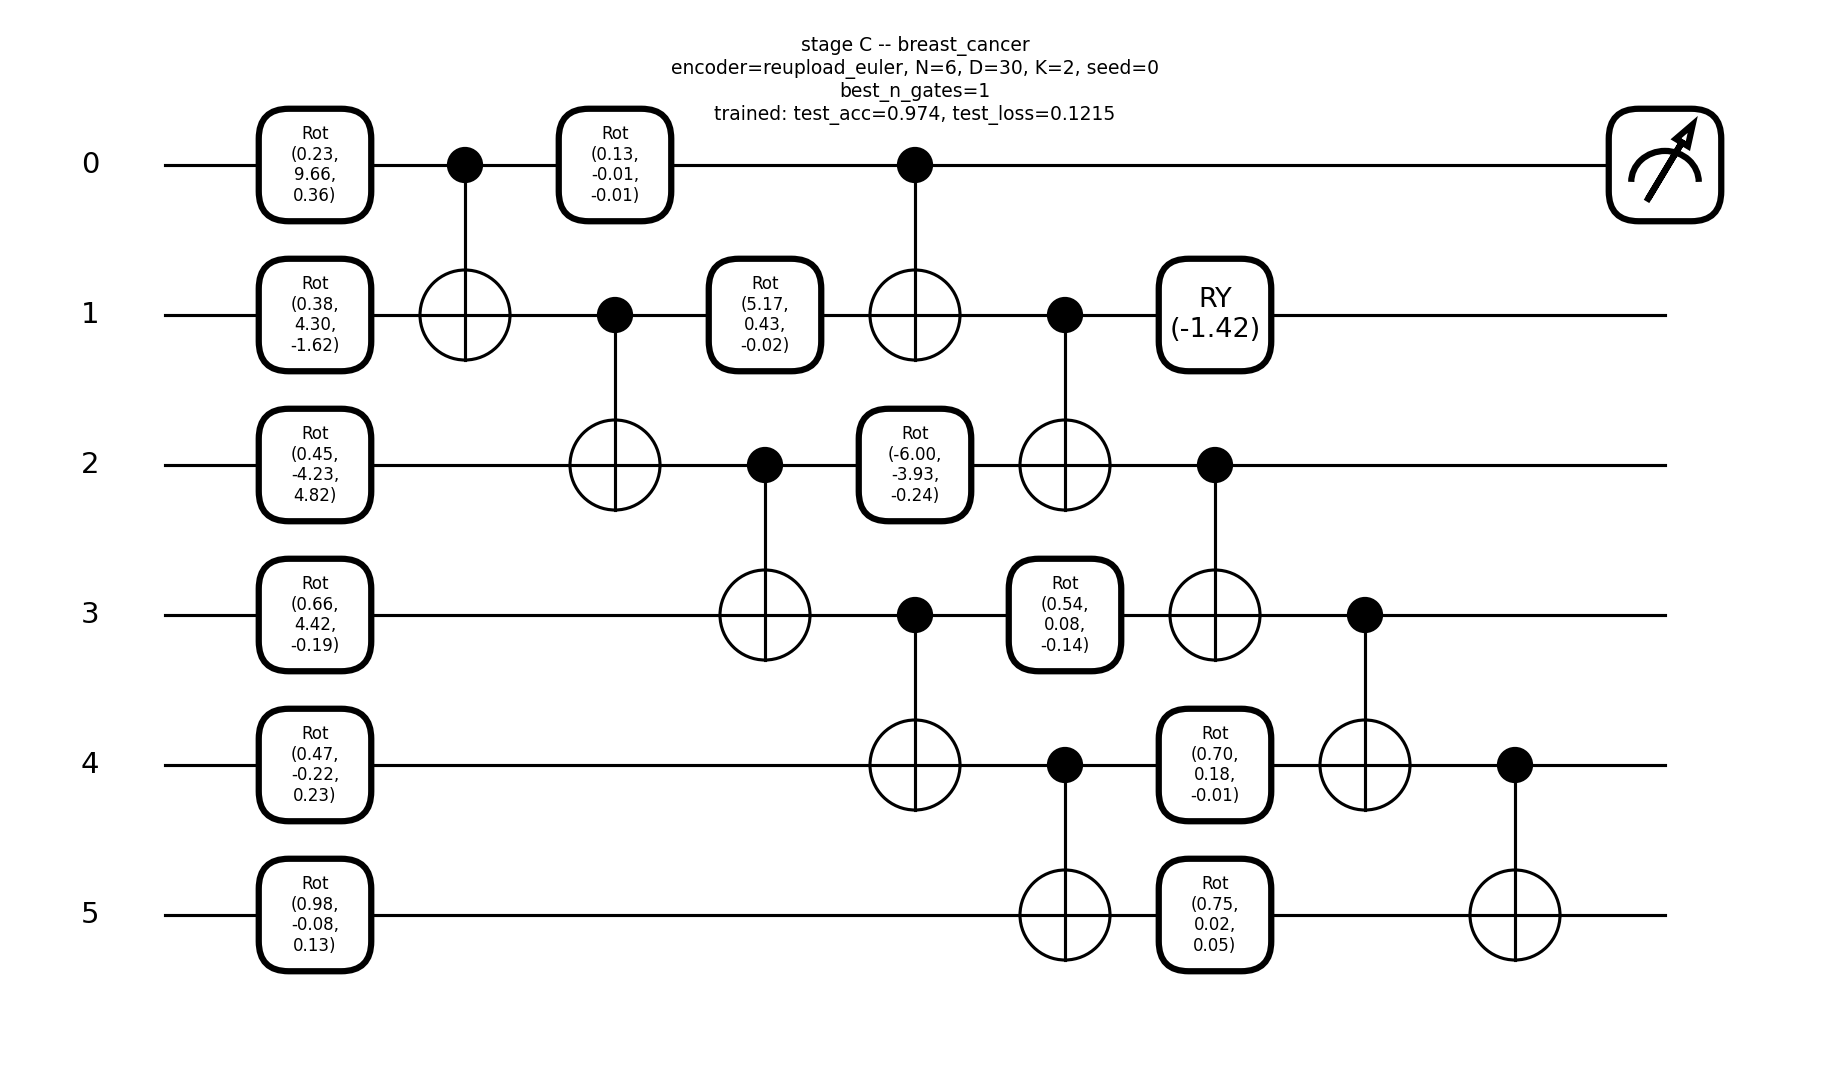 stage C -- breast_cancer
encoder=reupload_euler, N=6, D=30, K=2, seed=0
best_n_gates=1
trained: test_acc=0.974, test_loss=0.1215
0
Rot
(0.23,
9.66,
0.36)
Rot
(0.13,
-0.01,
-0.01)
1
Rot
(0.38,
4.30,
-1.62)
Rot
(5.17,
0.43,
-0.02)
RY
(-1.42)
2
Rot
(0.45,
-4.23,
4.82)
Rot
(-6.00,
-3.93,
-0.24)
3
Rot
(0.66,
4.42,
-0.19)
Rot
(0.54,
0.08,
-0.14)
4
Rot
(0.47,
-0.22,
0.23)
Rot
(0.70,
0.18,
-0.01)
5
Rot
(0.98,
-0.08,
0.13)
Rot
(0.75,
0.02,
0.05)